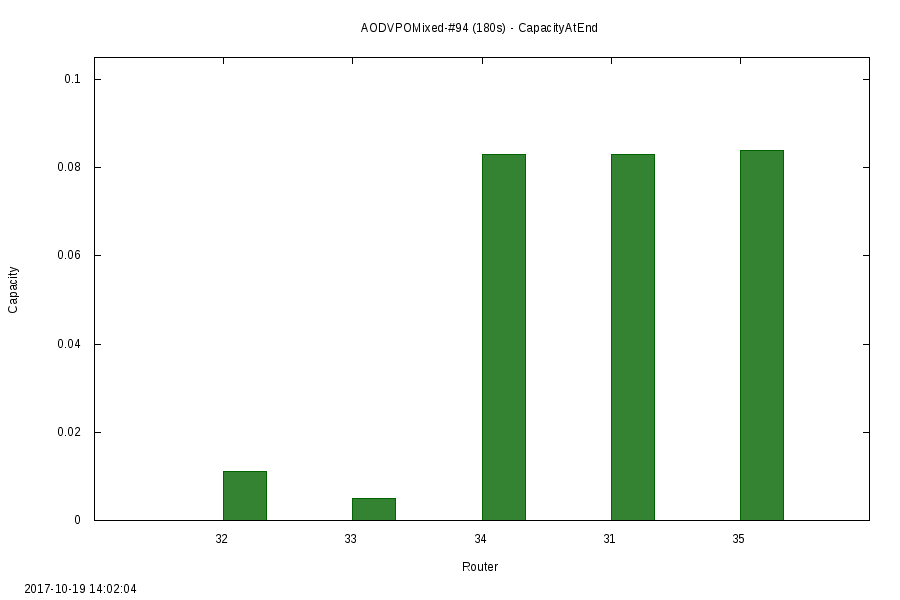 AODVPOMixed-#94 (180s) - CapacityAtEnd
0.1
0.08
0.06
0.04
0.02
0
Capacity
32 33 34 31 35
Router
2017-10-19 14:02:04